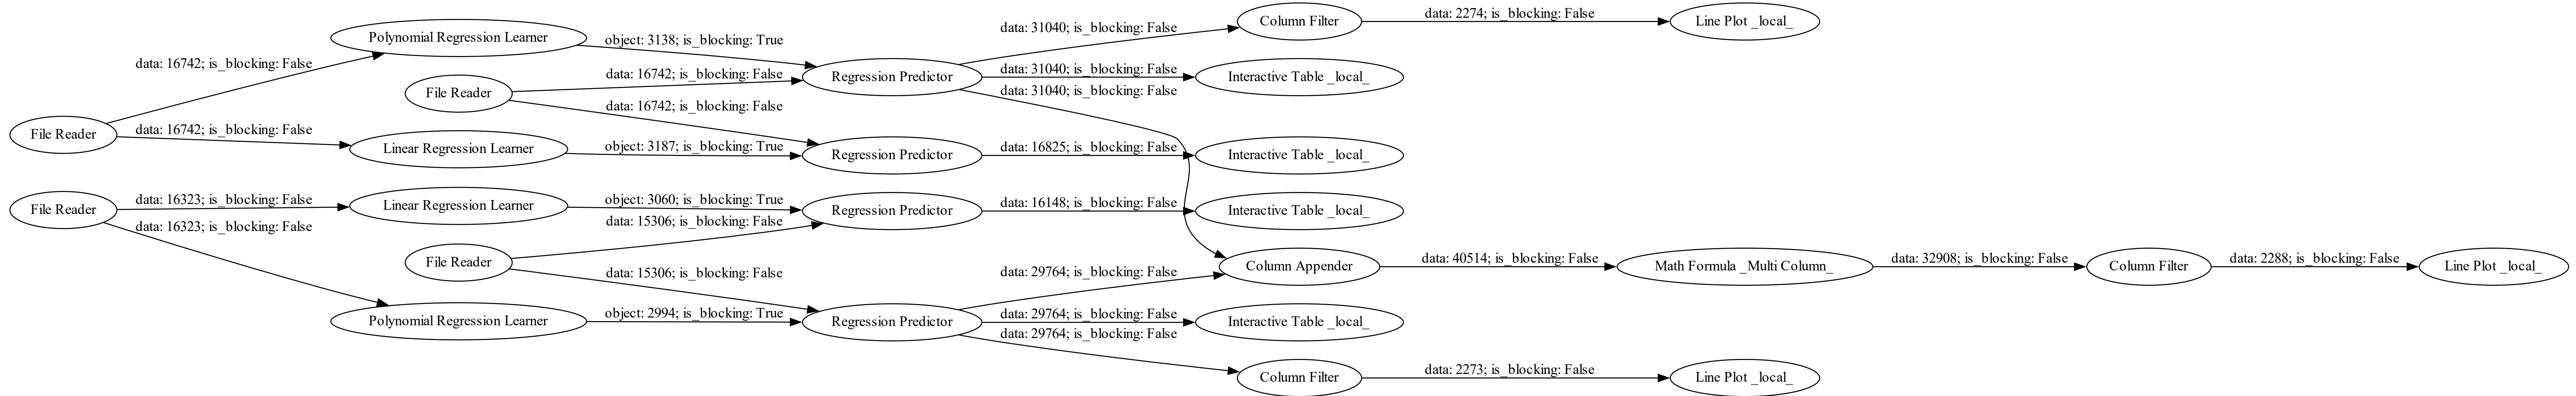 Column Filter
data: 2274; is_blocking: False
Line Plot _local_
Polynomial Regression Learner
object: 3138; is_blocking: True
data: 31040; is_blocking: False
data: 16742; is_blocking: False
File Reader
data: 16742; is_blocking: False
Regression Predictor
data: 31040; is_blocking: False
Interactive Table _local_
data: 31040; is_blocking: False
data: 16742; is_blocking: False
File Reader
data: 16742; is_blocking: False
Linear Regression Learner
object: 3187; is_blocking: True
Regression Predictor
data: 16825; is_blocking: False
Interactive Table _local_
File Reader
data: 16323; is_blocking: False
Linear Regression Learner
object: 3060; is_blocking: True
Regression Predictor
data: 16148; is_blocking: False
Interactive Table _local_
data: 16323; is_blocking: False
data: 15306; is_blocking: False
File Reader
data: 15306; is_blocking: False
data: 29764; is_blocking: False
Column Appender
data: 40514; is_blocking: False
Math Formula _Multi Column_
data: 32908; is_blocking: False
Column Filter
data: 2288; is_blocking: False
Line Plot _local_
Polynomial Regression Learner
object: 2994; is_blocking: True
Regression Predictor
data: 29764; is_blocking: False
Interactive Table _local_
data: 29764; is_blocking: False
Column Filter
data: 2273; is_blocking: False
Line Plot _local_